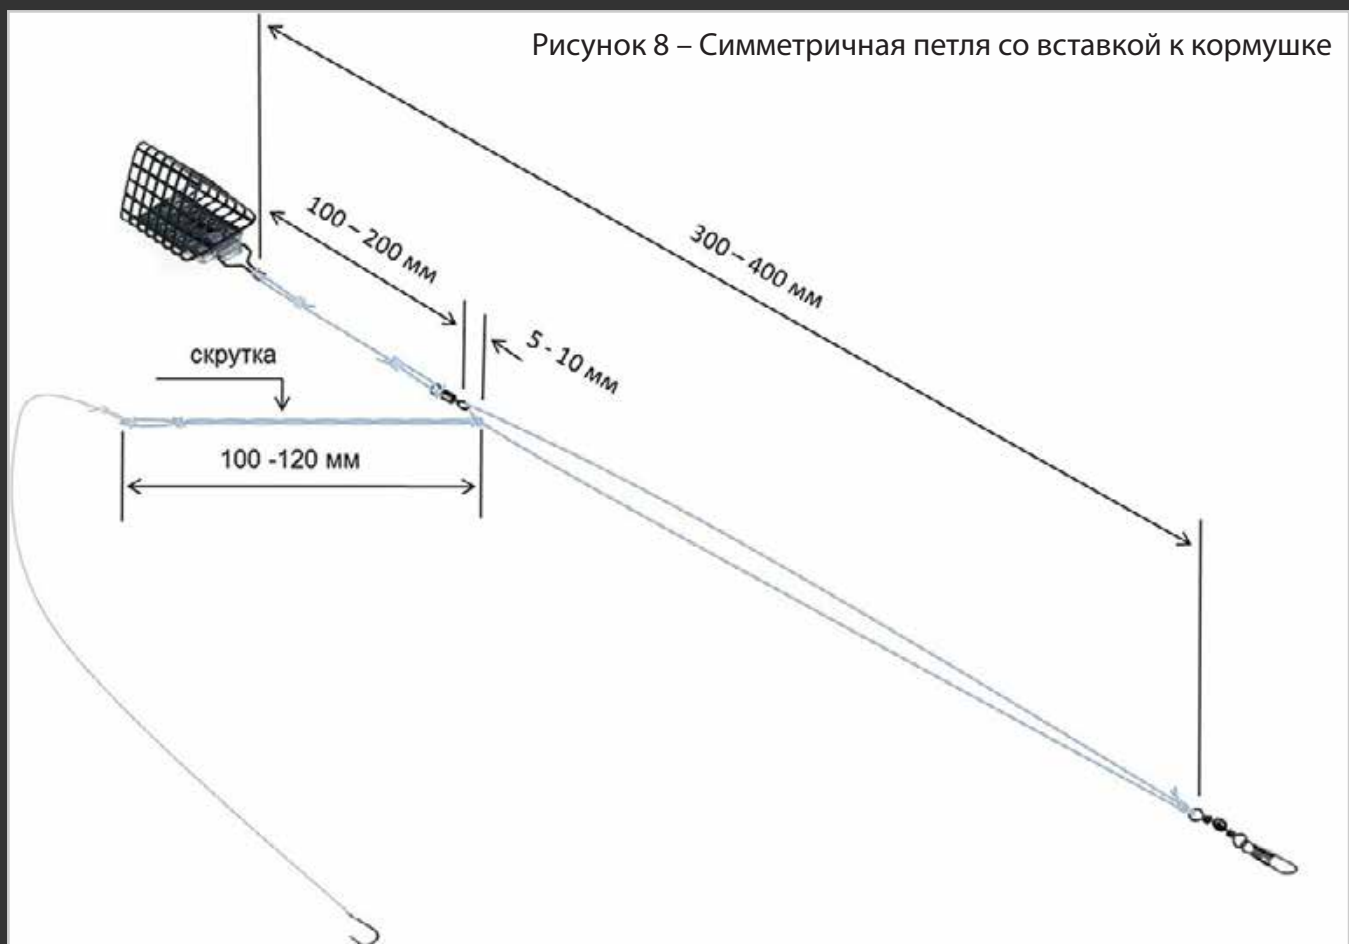 Рисунок 8 – Симметричная петля со вставкой к кормушке
100 – 200 мм
300 – 400 мм
5 - 10 мм
скрутка
100 -120 мм